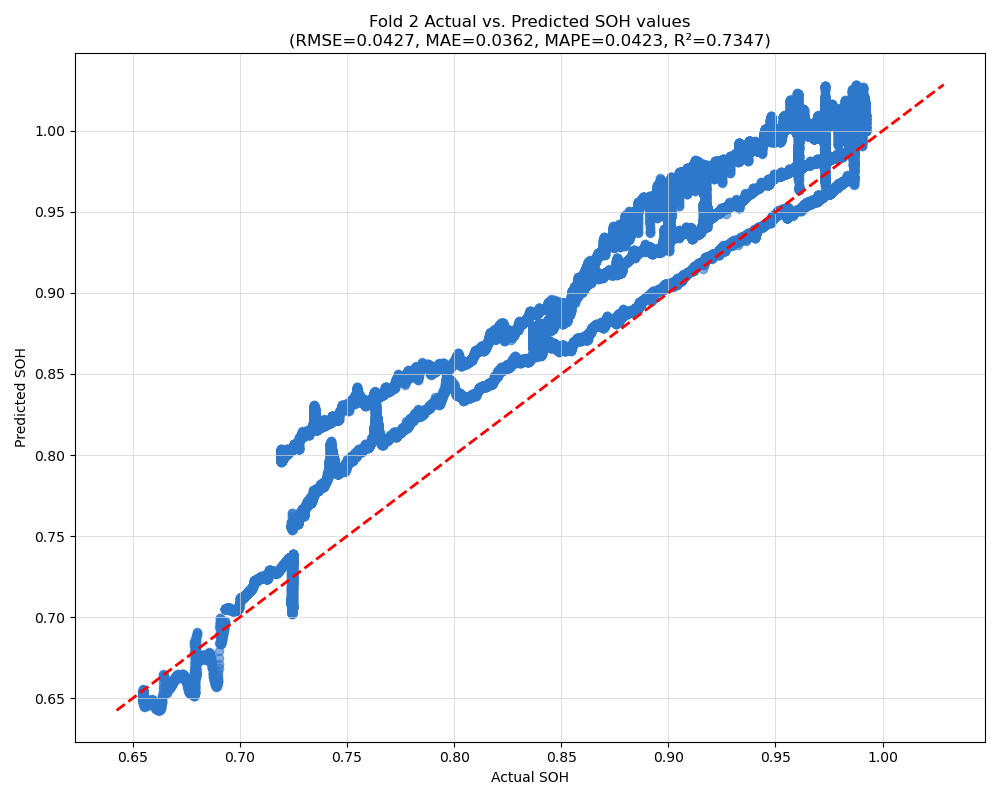 Fold 2 Actual vs. Predicted SOH values
(RMSE=0.0427, MAE=0.0362, MAPE=0.0423, R²=0.7347)
Predicted SOH
1.00
0.95
0.90
0.85
0.80
0.75
0.70
0.65
0.65 0.70 0.75 0.80 0.85 0.90 0.95 1.00
Actual SOH